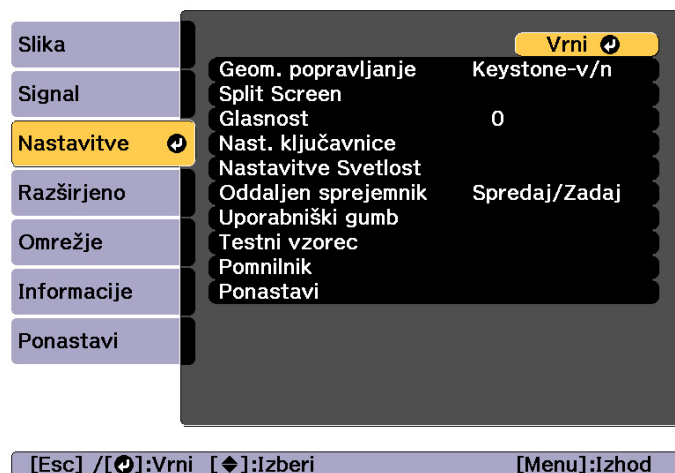 Slika
Signal
Nastavitve
Razširjeno
Omrežje
Informacije
Ponastavi
Vrni
Geom. popravljanje Keystone-v/n
Split Screen
Glasnost 0
Nast. ključavnice
Nastavitve Svetlost
Oddaljen sprejemnik Spredaj/Zadaj
Uporabniški gumb
Testni vzorec
Pomnilnik
Ponastavi
[Esc] /[⏎]:Vrni [◆]:Izberi [Menu]:Izhod